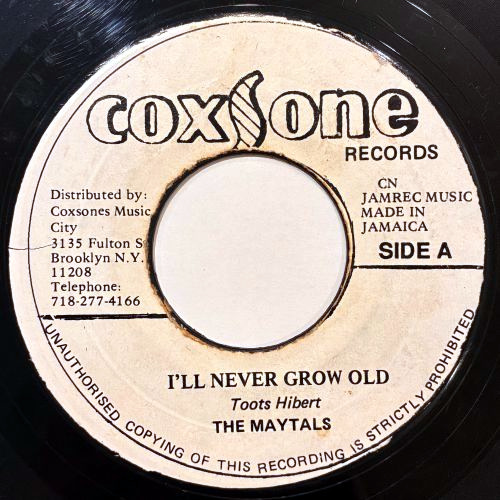 coxsone
RECORDS
Distributed by:
Coxsones Music
City
3135 Fulton S
Brooklyn N.Y.
11208
Telephone:
718-277-4166
CN
JAMREC MUSIC
MADE IN
JAMAICA
SIDE A
I'LL NEVER GROW OLD
Toots Hibert
THE MAYTALS
UNAUTHORISED COPYING OF THIS RECORDING IS STRICTLY PROHIBITED